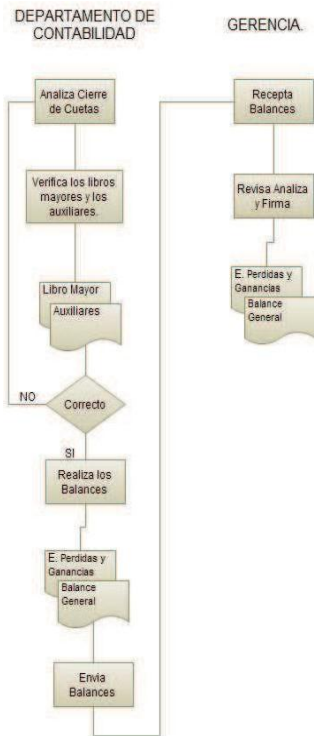 DEPARTAMENTO DE
CONTABILIDAD
Analiza Cierre
de Cuetas
Verifica los libros
mayores y los
auxiliares.
Libro Mayor
Auxiliares
Correcto
NO
SI
Realiza los
Balances
E. Perdidas y
Ganancias
Balance
General
Envia
Balances
GERENCIA.
Recepta
Balances
Revisa Analiza
y Firma
E. Perdidas y
Ganancias
Balance
General